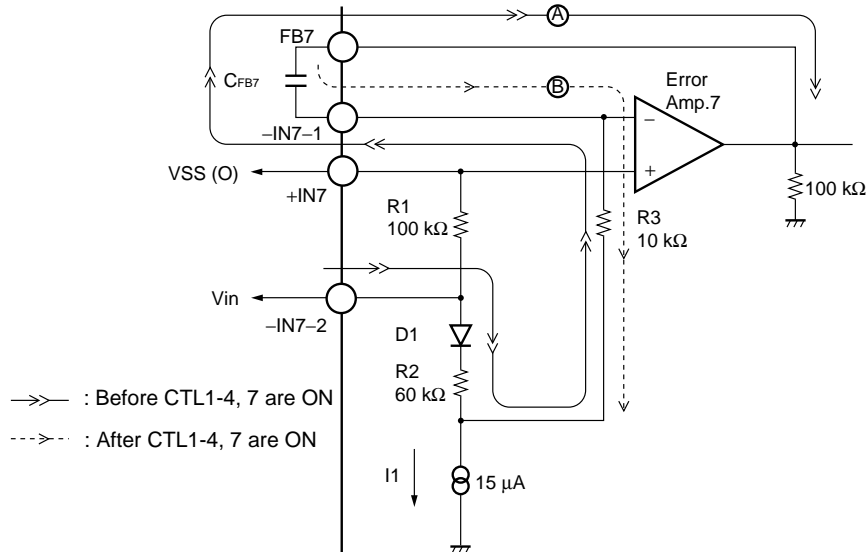 A
FB7
CFB7
B
Error
Amp.7
–IN7–1
−
VSS (O)
+
+IN7
100 kΩ
R1
100 kΩ
R3
10 kΩ
Vin
–IN7–2
D1
R2
60 kΩ
: Before CTL1-4, 7 are ON
: After CTL1-4, 7 are ON
I1
15 µA